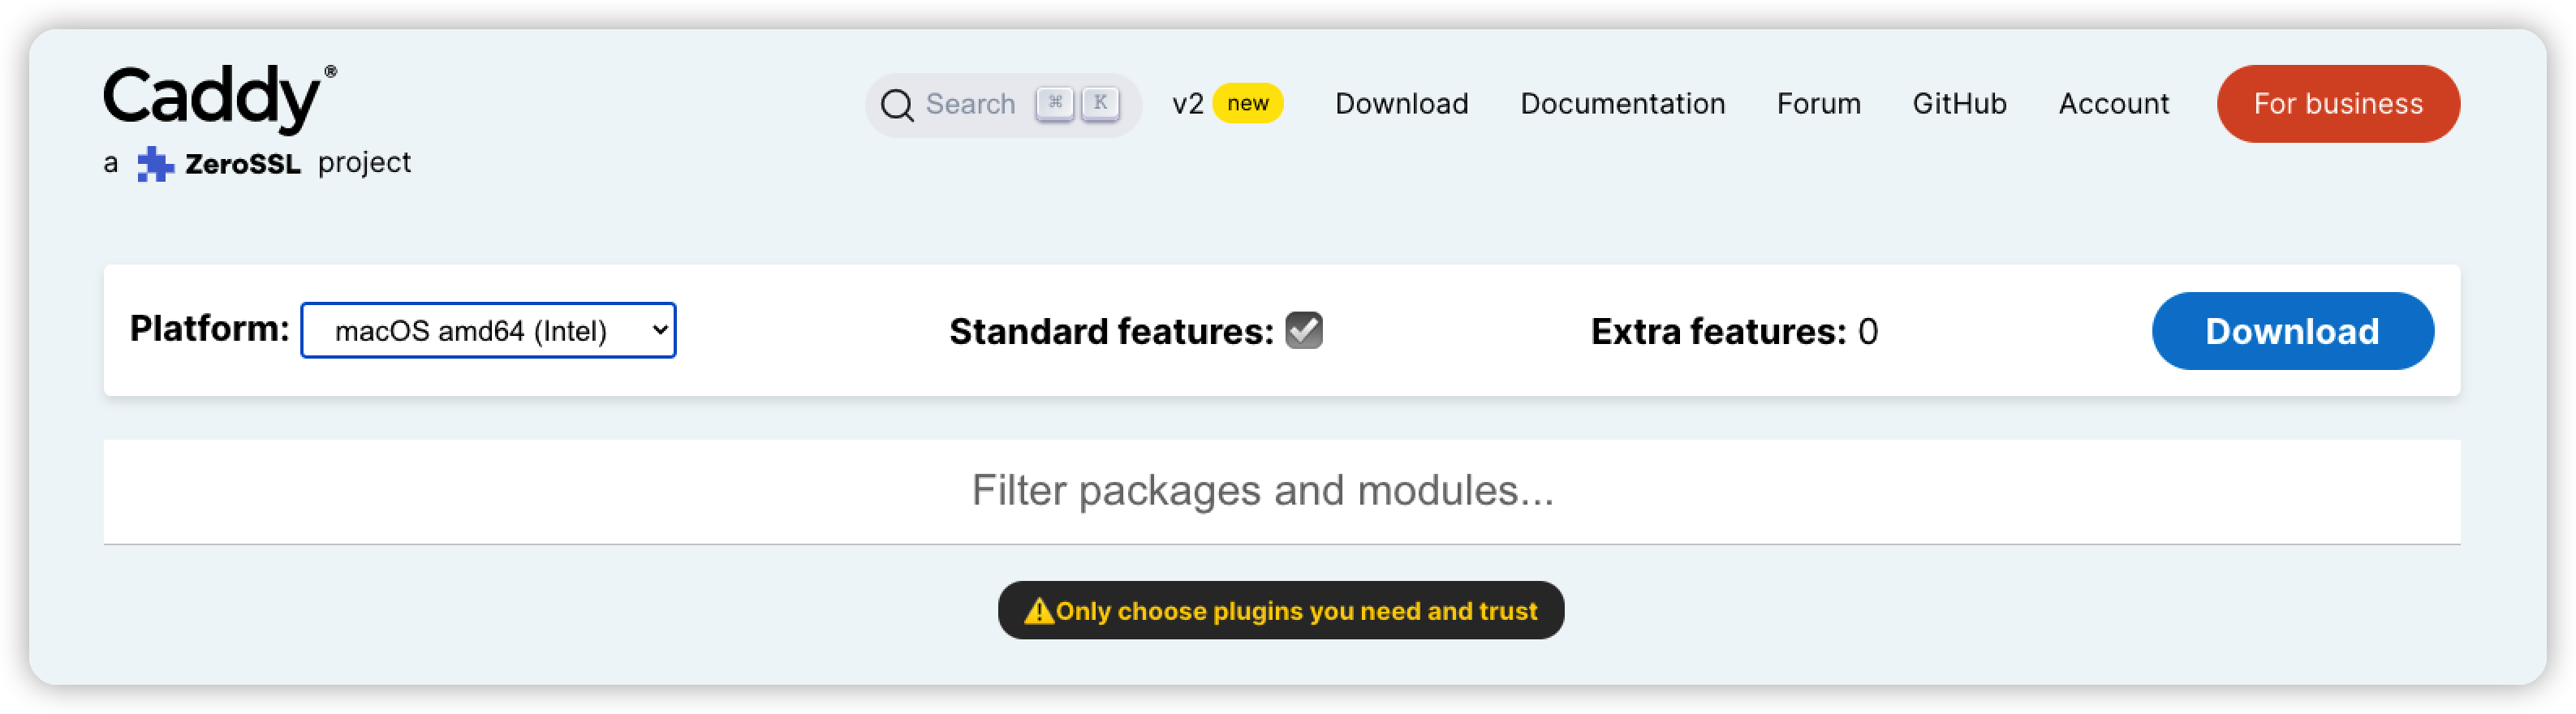 Caddy®
a ZeroSSL project
Search ⌘ K
v2 new
Download
Documentation
Forum
GitHub
Account
For business
Platform: macOS amd64 (Intel)
Standard features:
Extra features: 0
Download
Filter packages and modules...
⚠Only choose plugins you need and trust